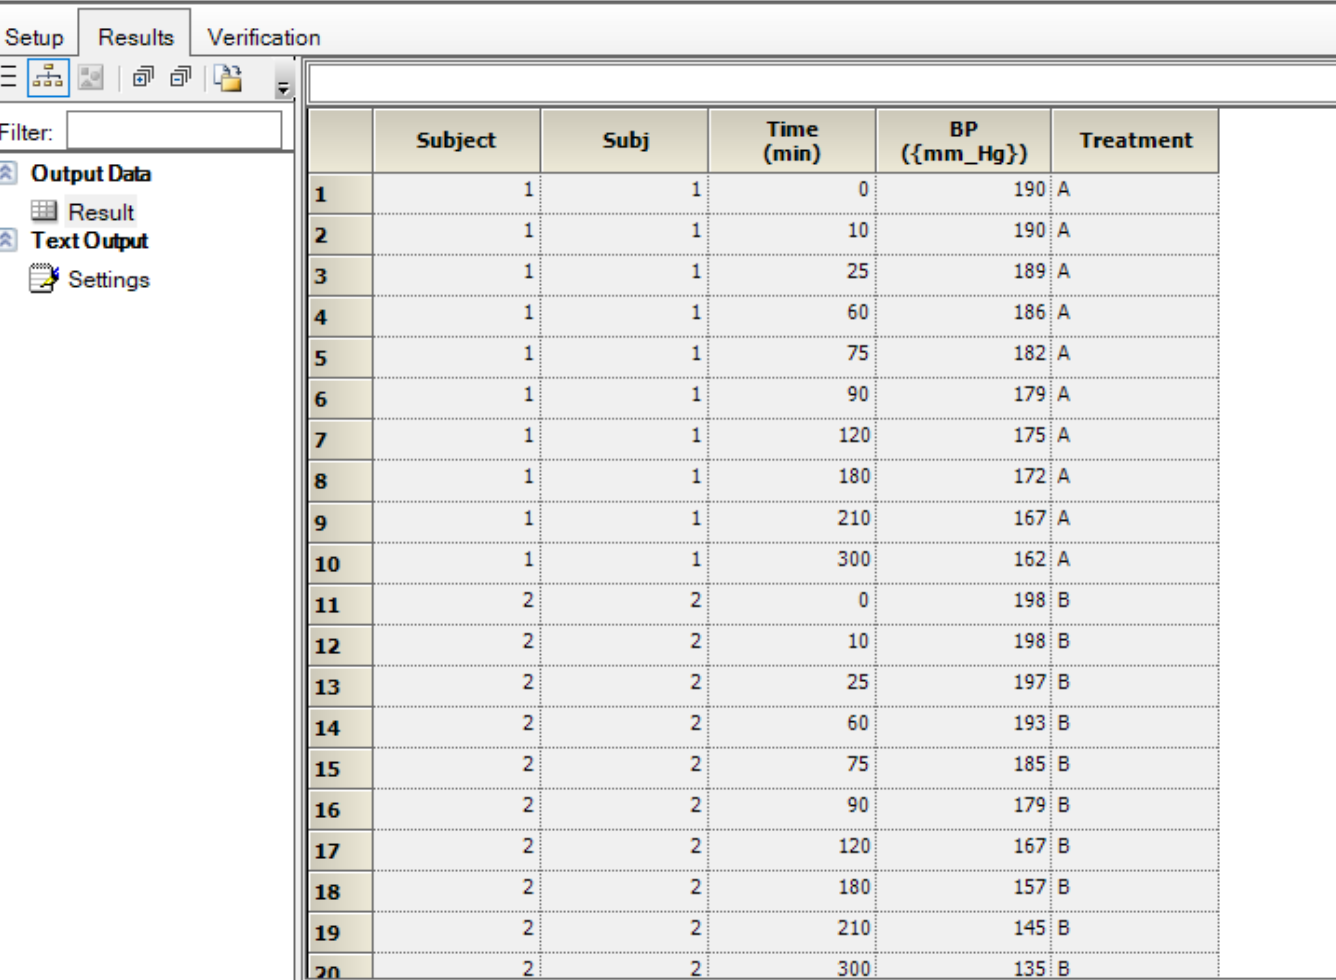 Setup Results Verification
Filter:
Output Data
Result
Text Output
Settings
Subject Subj Time (min) BP ({mm_Hg}) Treatment
1 1 1 0 190 A
2 1 1 10 190 A
3 1 1 25 189 A
4 1 1 60 186 A
5 1 1 75 182 A
6 1 1 90 179 A
7 1 1 120 175 A
8 1 1 180 172 A
9 1 1 210 167 A
10 1 1 300 162 A
11 2 2 0 198 B
12 2 2 10 198 B
13 2 2 25 197 B
14 2 2 60 193 B
15 2 2 75 185 B
16 2 2 90 179 B
17 2 2 120 167 B
18 2 2 180 157 B
19 2 2 210 145 B
20 2 2 300 135 B